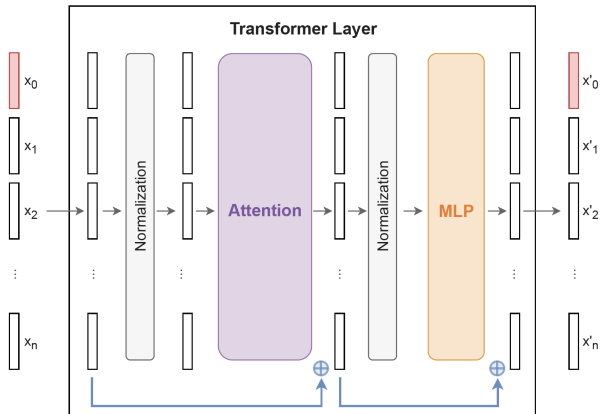 Transformer Layer
x0
x1
x2
...
xn
Normalization
Attention
Normalization
MLP
x'0
x'1
x'2
...
x'n